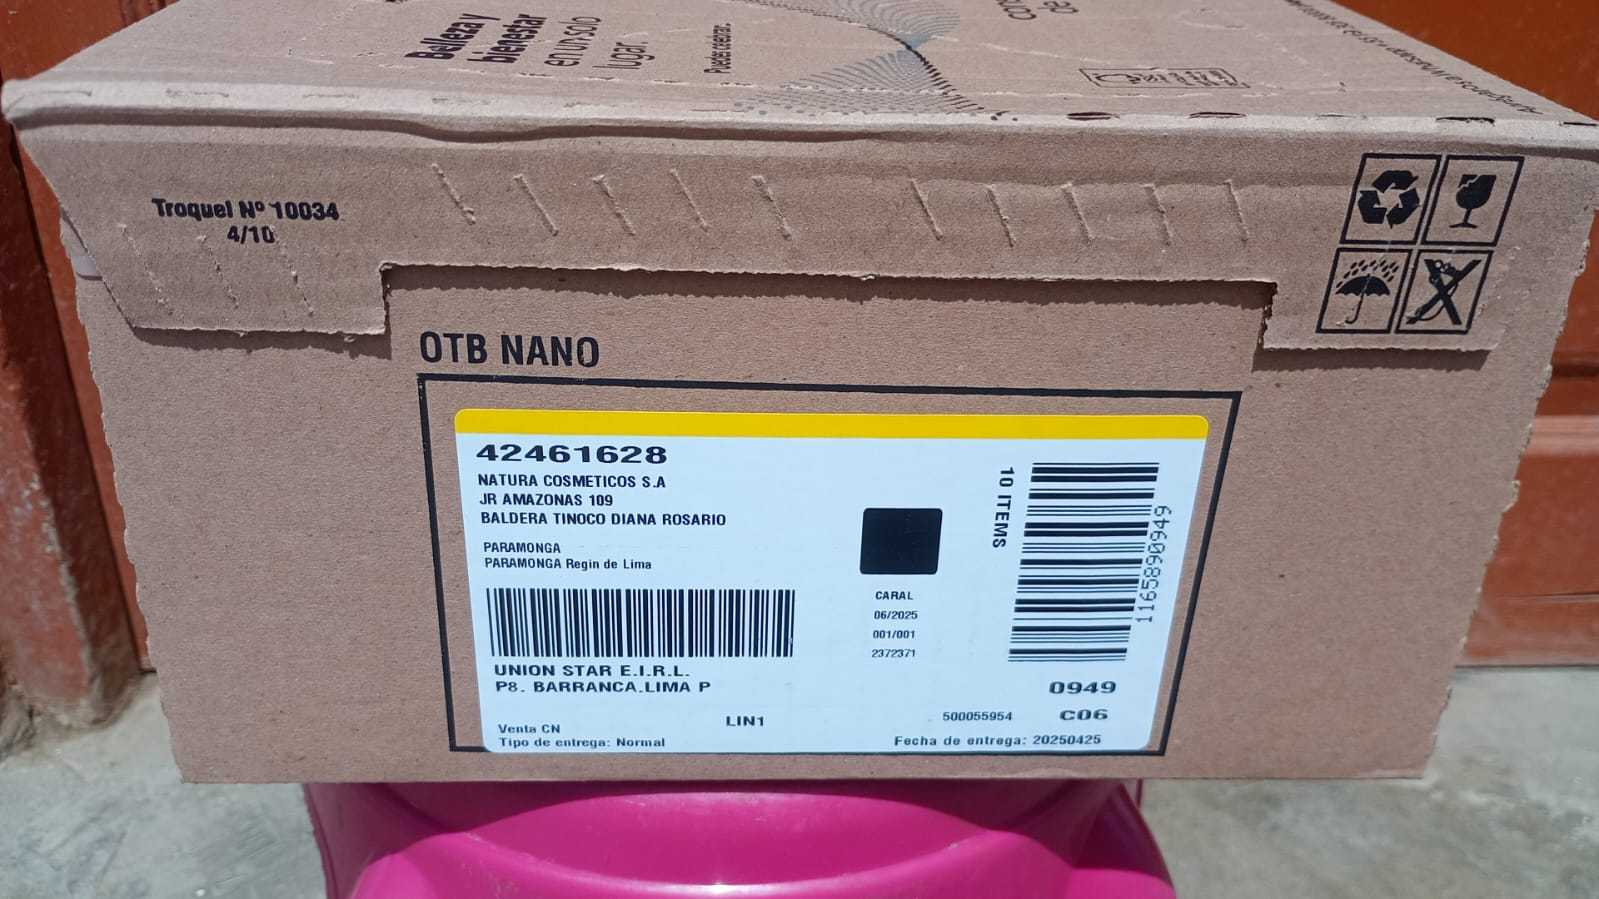 Belleza y
bienestar
en un solo
lugar.
Puedes celebrar.
Troquel Nº 10034
4/10
OTB NANO
42461628
NATURA COSMETICOS S.A
JR AMAZONAS 109
BALDERA TINOCO DIANA ROSARIO
PARAMONGA
PARAMONGA Regin de Lima
UNION STAR E.I.R.L.
P8. BARRANCA.LIMA P
Venta CN
Tipo de entrega: Normal
LIN1
CARAL
06/2025
001/001
2372371
10 ITEMS
1165890949
0949
500055954
C06
Fecha de entrega: 20250425